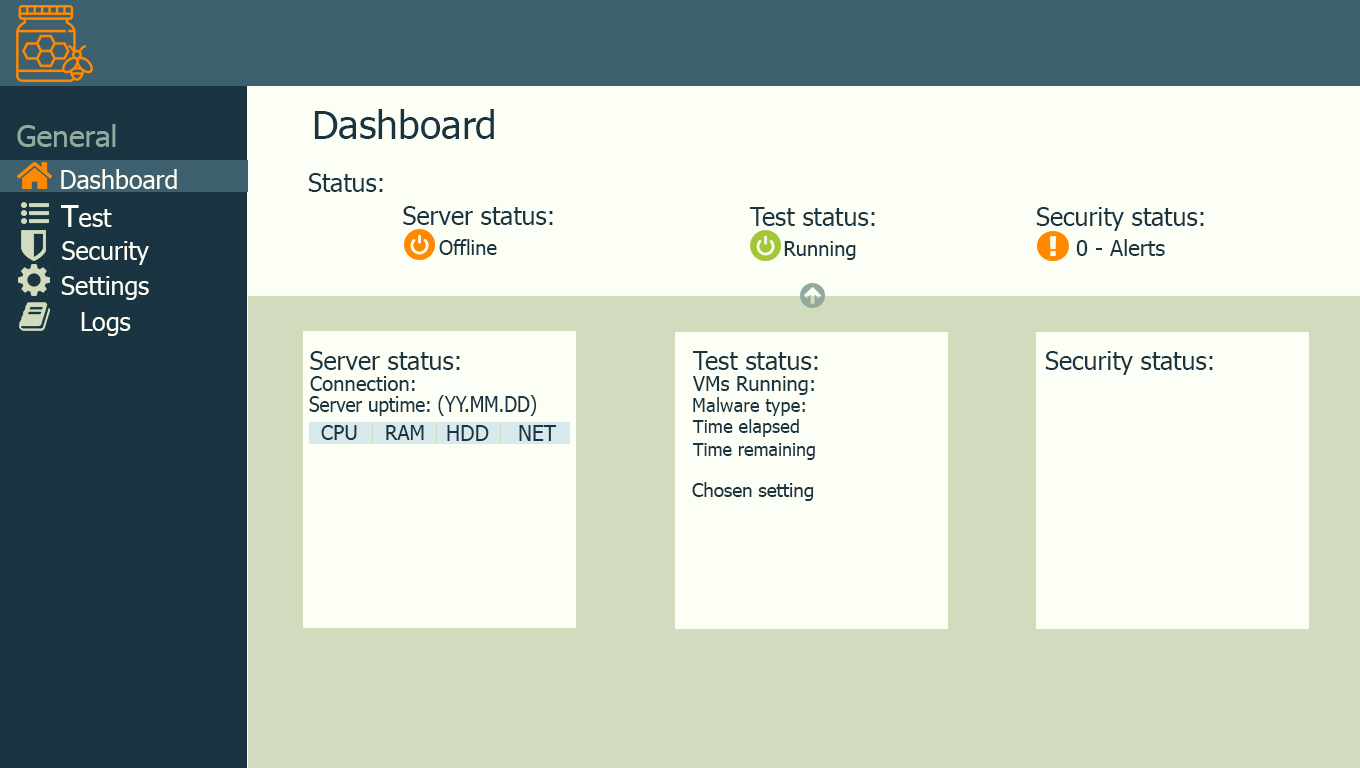 General
Dashboard
Test
Security
Settings
Logs
Dashboard
Status:
Server status:
Offline
Test status:
Running
Security status:
0 - Alerts
Server status:
Connection:
Server uptime: (YY.MM.DD)
CPU RAM HDD NET
Test status:
VMs Running:
Malware type:
Time elapsed
Time remaining
Chosen setting
Security status: